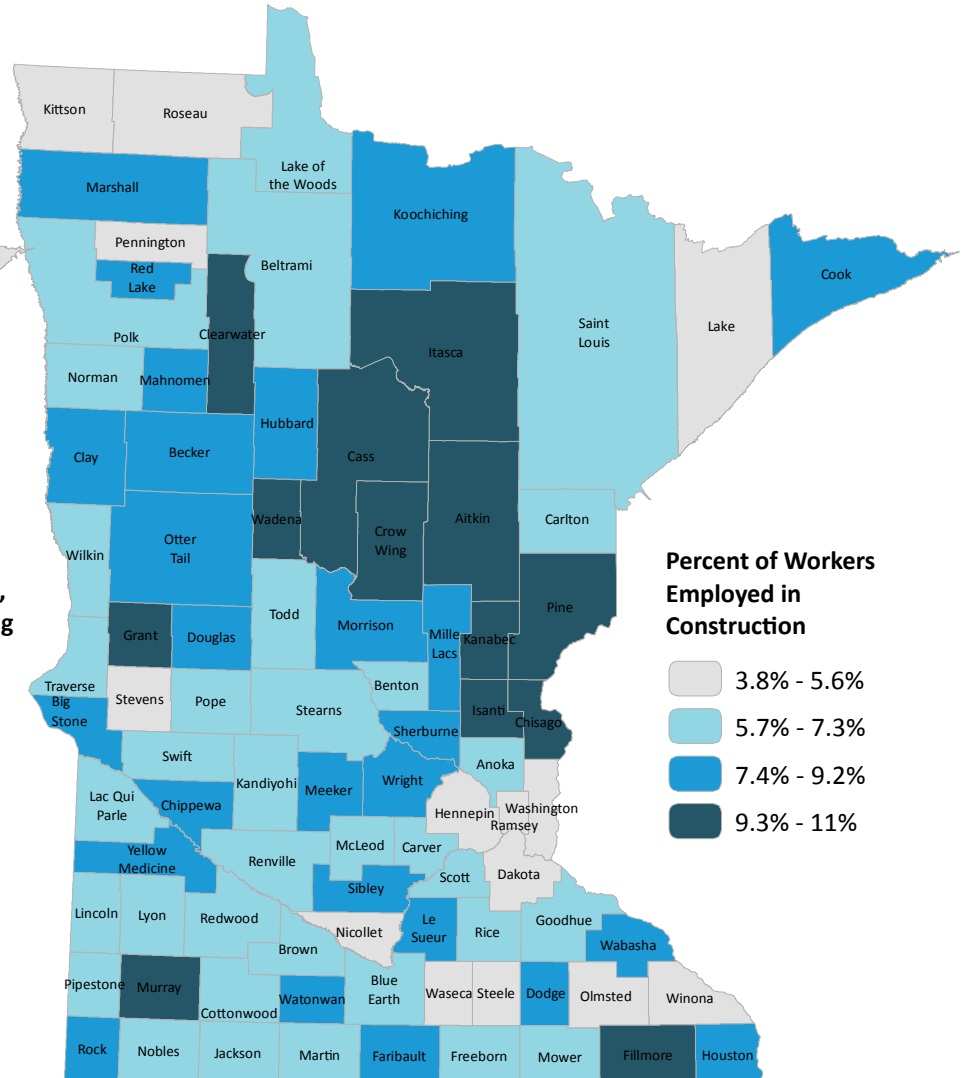 Kittson
Roseau
Lake of
the Woods
Marshall
Koochiching
Pennington
Red
Lake
Beltrami
Cook
Polk
Clearwater
Saint
Louis
Lake
Itasca
Norman
Mahnomen
Hubbard
Clay
Becker
Cass
Wadena
Aitkin
Carlton
Crow
Wing
Otter
Tail
Wilkin
,
g
Todd
Pine
Grant
Douglas
Morrison
Mille
Lacs
Kanabec
Traverse
Big
Stone
Stevens
Pope
Stearns
Benton
Isanti
Chisago
Sherburne
Swift
Anoka
Kandiyohi
Meeker
Wright
Lac Qui
Parle
Chippewa
Hennepin
Washington
Ramsey
Yellow
Medicine
Renville
McLeod
Carver
Scott
Dakota
Sibley
Lincoln
Lyon
Redwood
Nicollet
Le
Sueur
Rice
Goodhue
Wabasha
Brown
Pipestone
Murray
Cottonwood
Watonwan
Blue
Earth
Waseca
Steele
Dodge
Olmsted
Winona
Rock
Nobles
Jackson
Martin
Faribault
Freeborn
Mower
Fillmore
Houston
Percent of Workers
Employed in
Construction
3.8% - 5.6%
5.7% - 7.3%
7.4% - 9.2%
9.3% - 11%